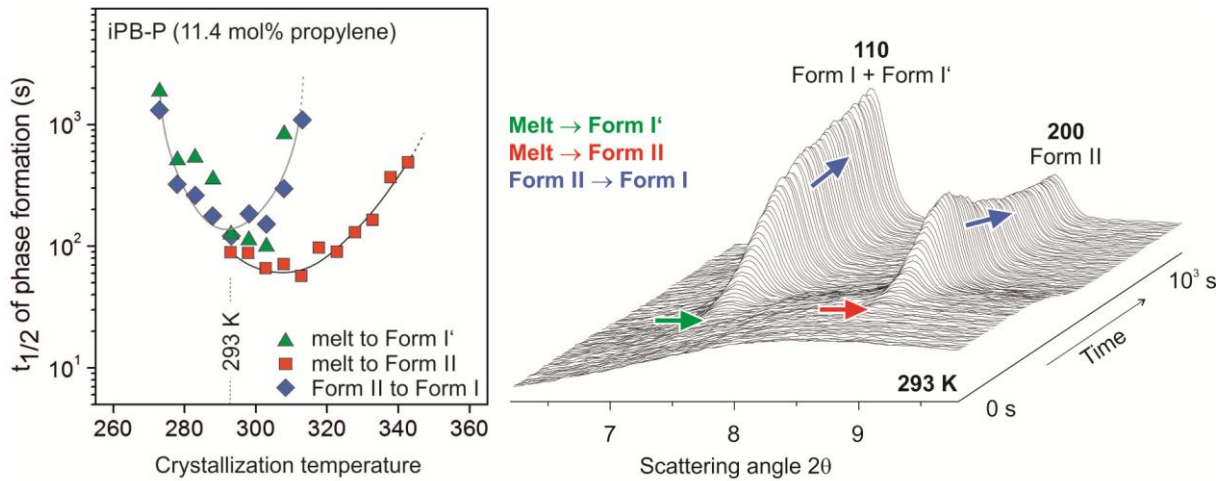 iPB-P (11.4 mol% propylene)
t1/2 of phase formation (s)
10³
10²
10¹
293 K
melt to Form I‘
melt to Form II
Form II to Form I
260 280 300 320 340 360
Crystallization temperature
Melt → Form I‘
Melt → Form II
Form II → Form I
110
Form I + Form I‘
200
Form II
10³ s
Time
293 K
0 s
7 8 9
Scattering angle 2θ